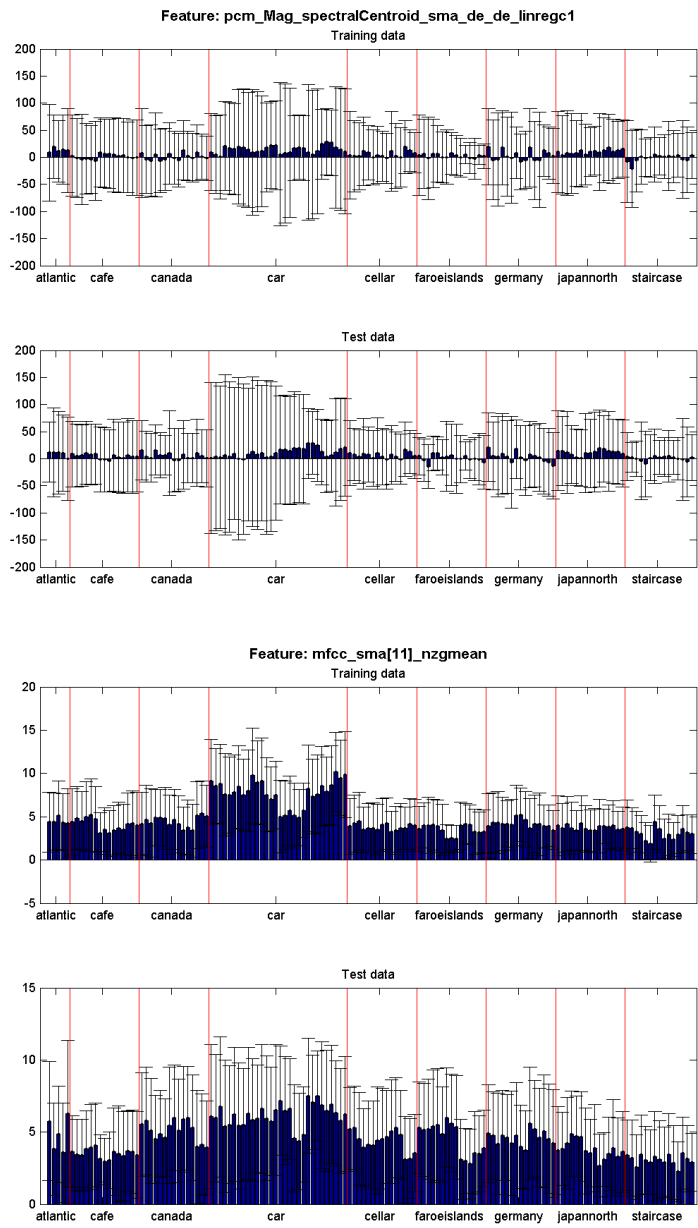 Feature: pcm_Mag_spectralCentroid_sma_de_de_linregc1
Training data
200
150
100
50
0
-50
-100
-150
-200
atlantic cafe canada car cellar faroeislands germany japannorth staircase
Test data
200
150
100
50
0
-50
-100
-150
-200
atlantic cafe canada car cellar faroeislands germany japannorth staircase
Feature: mfcc_sma[11]_nzgmean
Training data
20
15
10
5
0
-5
atlantic cafe canada car cellar faroeislands germany japannorth staircase
Test data
15
10
5
0
atlantic cafe canada car cellar faroeislands germany japannorth staircase